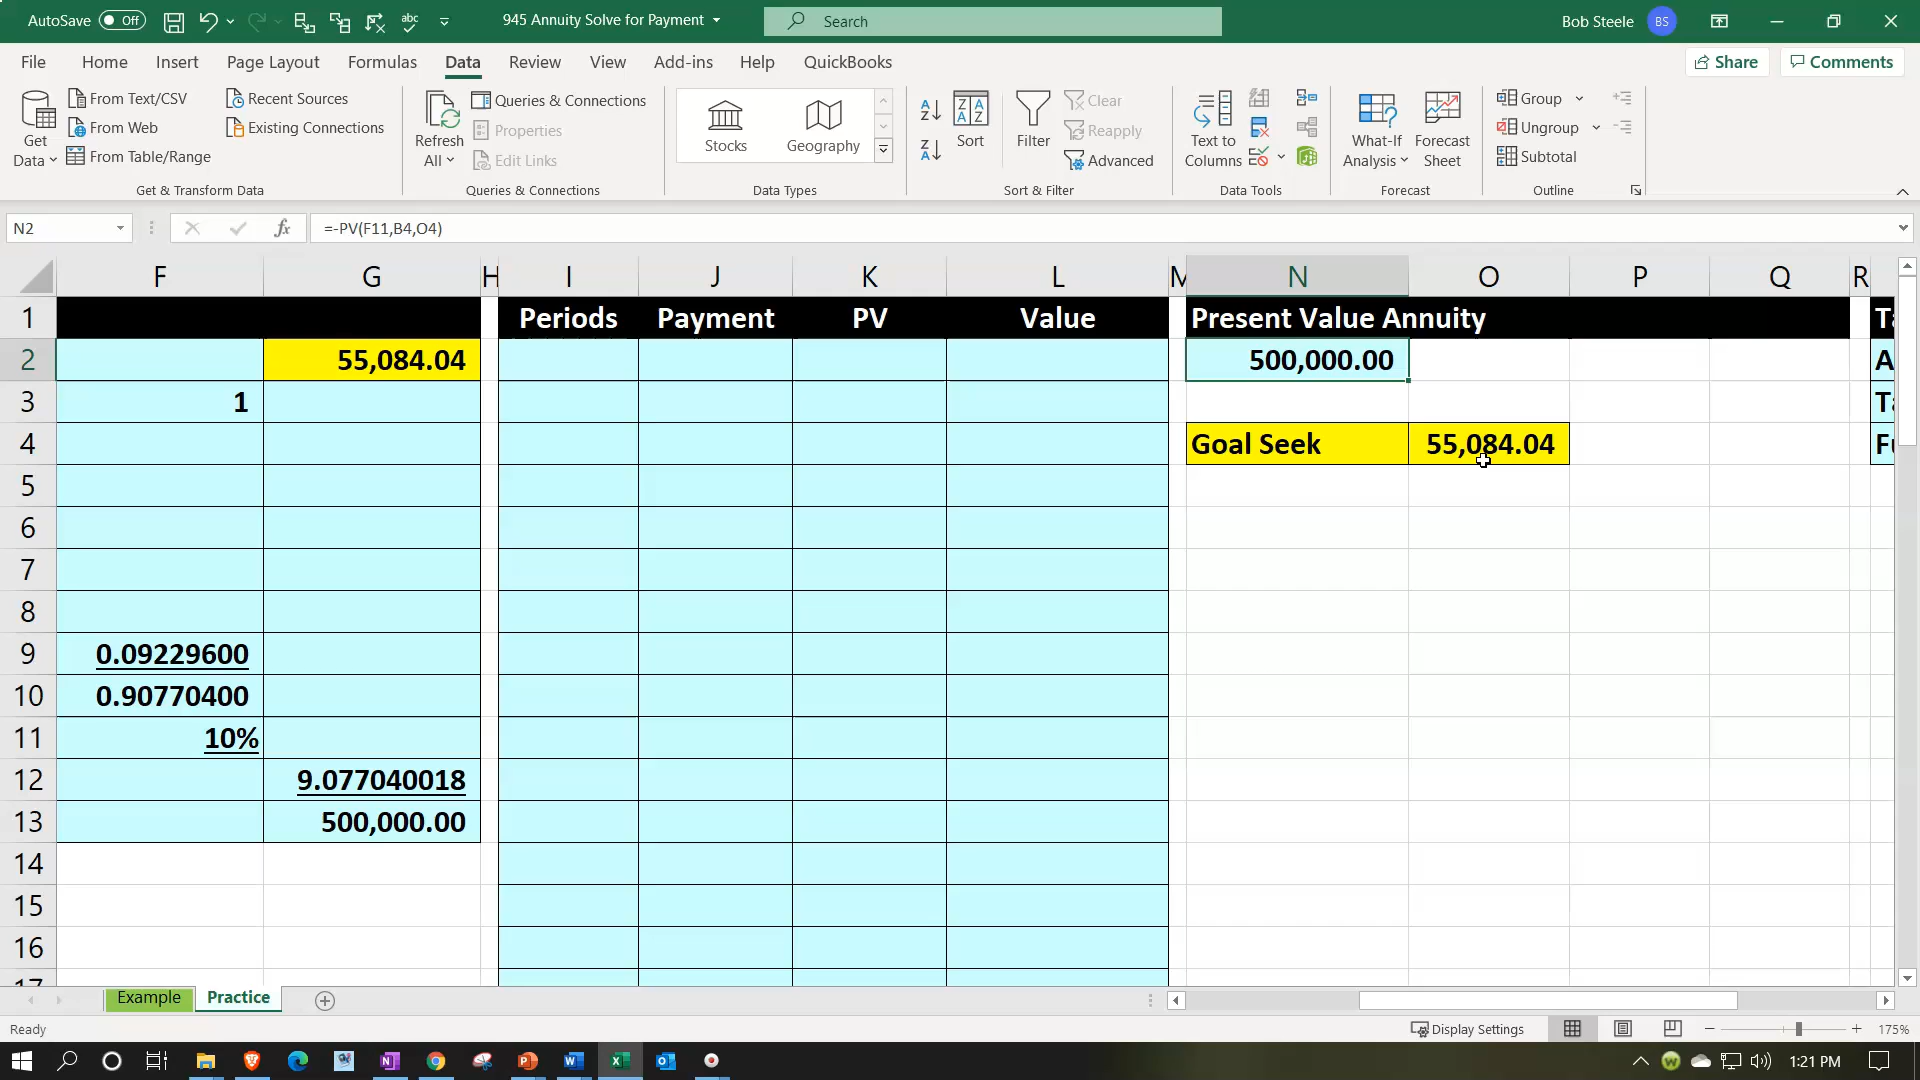 AutoSave Off 945 Annuity Solve for Payment Search Bob Steele BS
File Home Insert Page Layout Formulas Data Review View Add-ins Help QuickBooks Share Comments
Get Data
From Text/CSV
From Web
From Table/Range
Recent Sources
Existing Connections
Get & Transform Data
Refresh All
Queries & Connections
Properties
Edit Links
Queries & Connections
Stocks
Geography
Data Types
Sort
Filter
Clear
Reapply
Advanced
Sort & Filter
Text to Columns
Data Tools
What-If Analysis
Forecast Sheet
Forecast
Group
Ungroup
Subtotal
Outline
N2 fx =-PV(F11,B4,O4)
F G H I J K L M N O P Q R
1 Periods Payment PV Value Present Value Annuity
2 55,084.04 500,000.00 A
3 1
4 Goal Seek 55,084.04
5
6
7
8
9 0.09229600
10 0.90770400
11 10%
12 9.077040018
13 500,000.00
14
15
16
17
Example Practice
Ready Display Settings 175%
1:21 PM